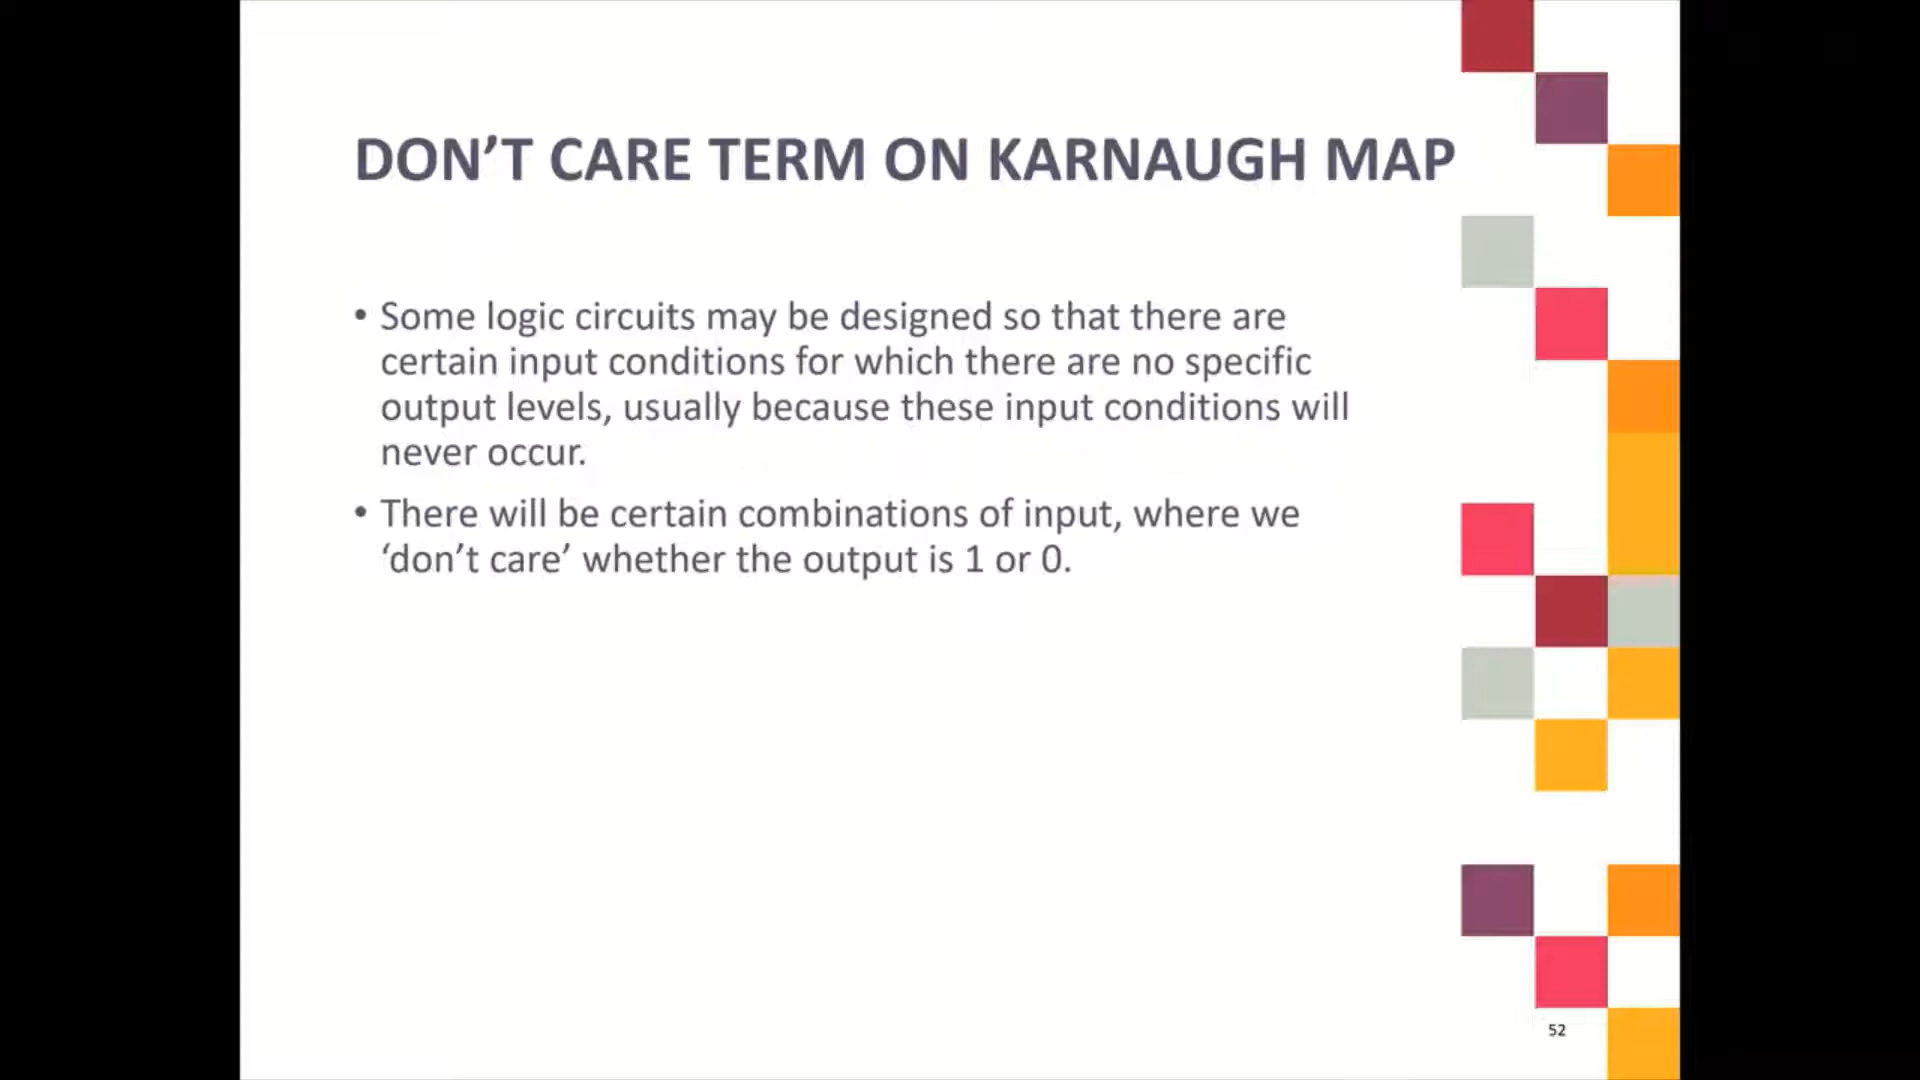 DON’T CARE TERM ON KARNAUGH MAP
• Some logic circuits may be designed so that there are
certain input conditions for which there are no specific
output levels, usually because these input conditions will
never occur.
• There will be certain combinations of input, where we
‘don’t care’ whether the output is 1 or 0.
52